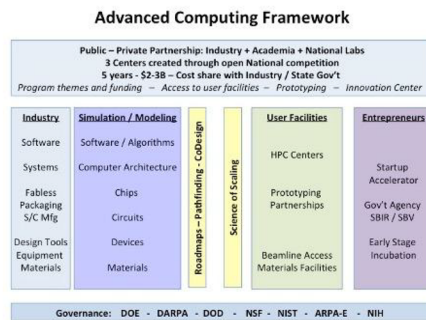 Advanced Computing Framework
Public – Private Partnership: Industry + Academia + National Labs
3 Centers created through open National competition
5 years - $2-3B – Cost share with Industry / State Gov't
Program themes and funding – Access to user facilities – Prototyping – Innovation Center
Industry
Software
Systems
Fabless
Packaging
S/C Mfg
Design Tools
Equipment
Materials
Simulation / Modeling
Software / Algorithms
Computer Architecture
Chips
Circuits
Devices
Materials
Roadmaps – Pathfinding - CoDesign
Science of Scaling
User Facilities
HPC Centers
Prototyping
Partnerships
Beamline Access
Materials Facilities
Entrepreneurs
Startup
Accelerator
Gov't Agency
SBIR / SBV
Early Stage
Incubation
Governance: DOE - DARPA - DOD - NSF - NIST - ARPA-E - NIH